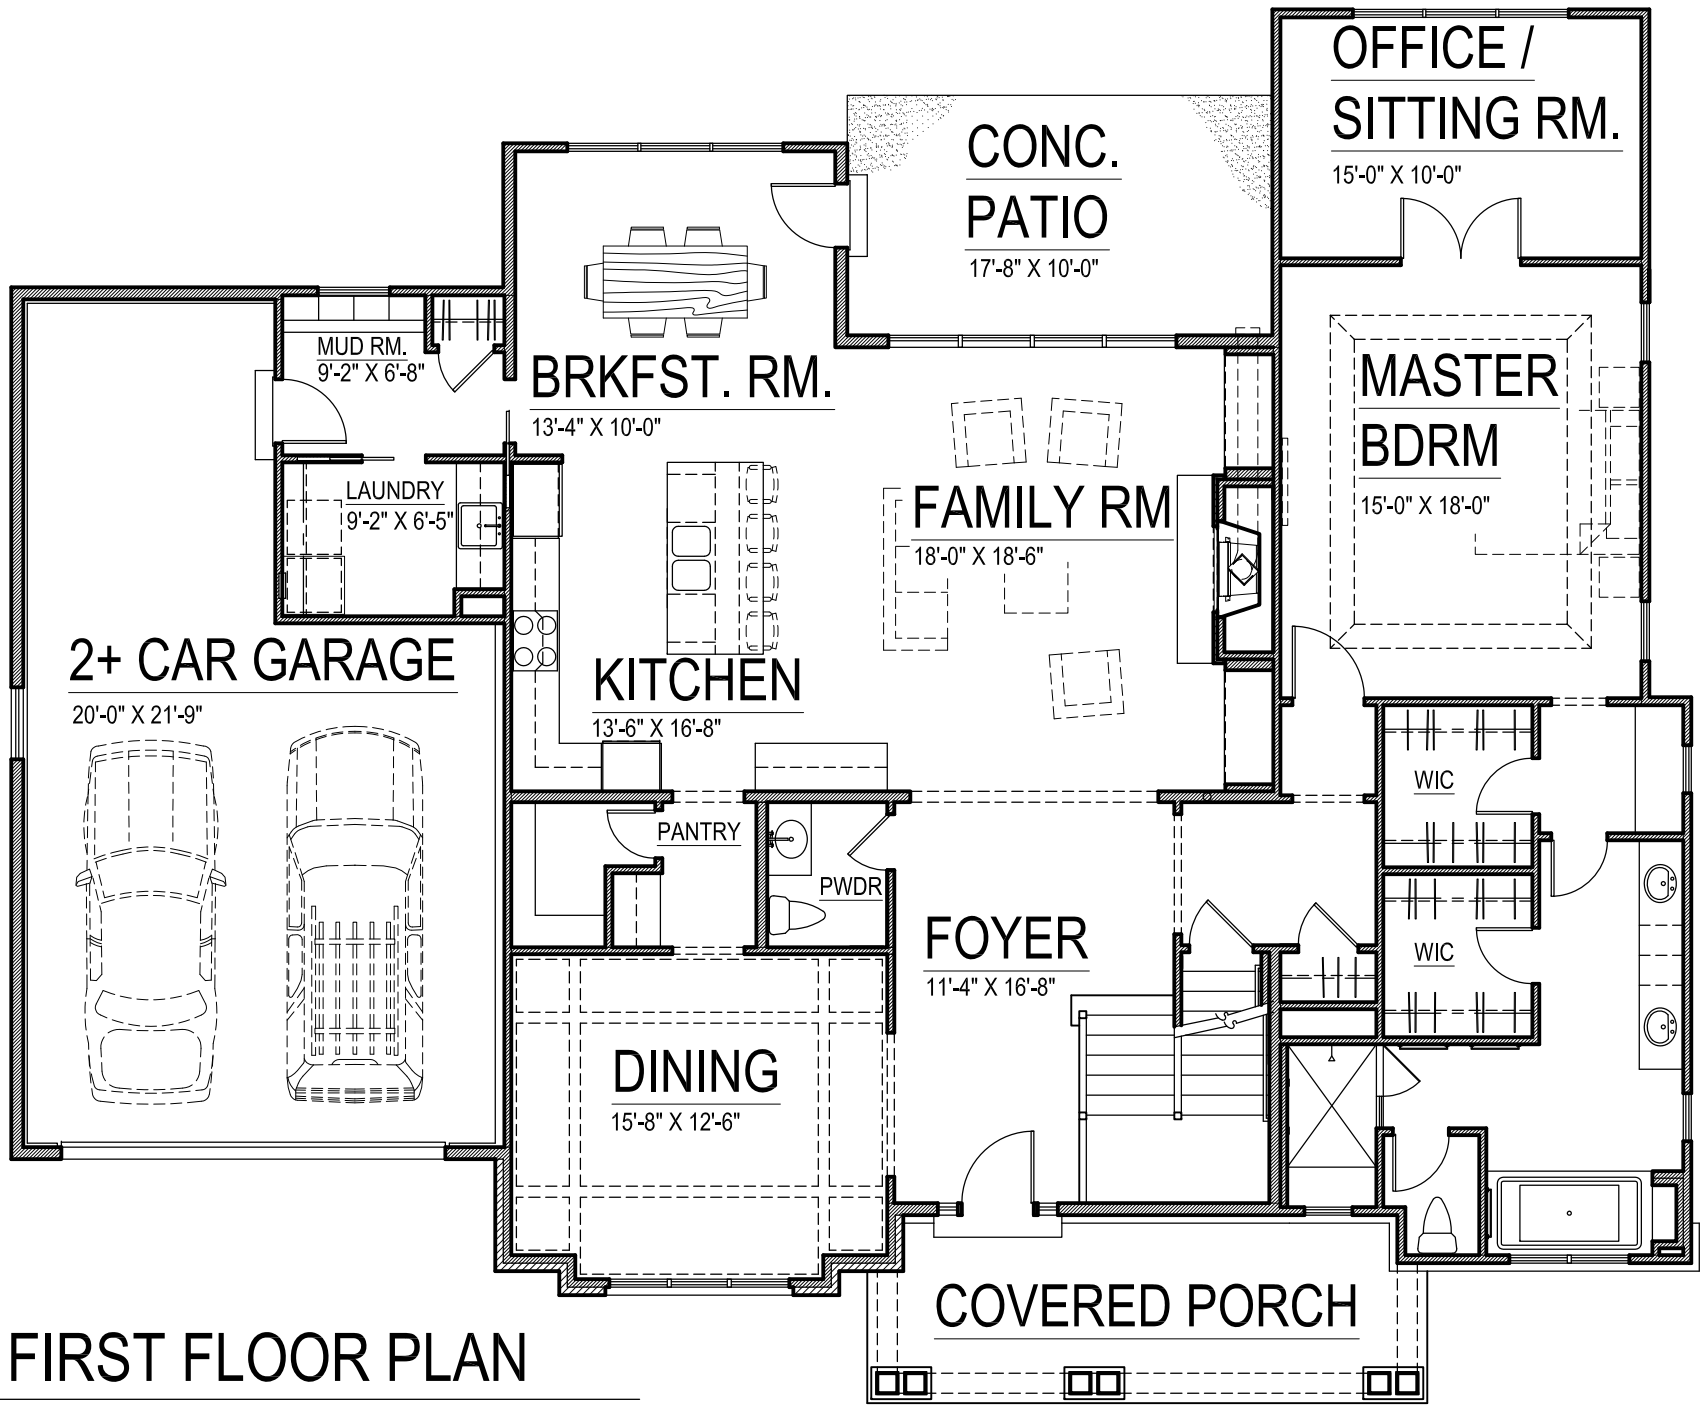 OFFICE /
SITTING RM.
15'-0" X 10'-0"
CONC.
PATIO
17'-8" X 10'-0"
MUD RM.
9'-2" X 6'-8"
BRKFST. RM.
13'-4" X 10'-0"
MASTER
BDRM
15'-0" X 18'-0"
LAUNDRY
9'-2" X 6'-5"
FAMILY RM
18'-0" X 18'-6"
2+ CAR GARAGE
20'-0" X 21'-9"
KITCHEN
13'-6" X 16'-8"
WIC
PANTRY
PWDR
FOYER
11'-4" X 16'-8"
WIC
DINING
15'-8" X 12'-6"
COVERED PORCH
FIRST FLOOR PLAN